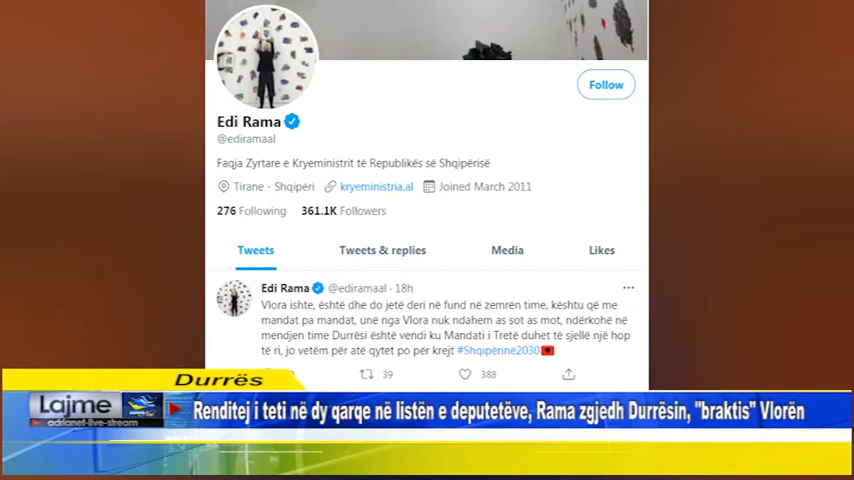 Follow
Edi Rama
@ediramaal
Faqja Zyrtare e Kryeministrit të Republikës së Shqipërisë
Tirane - Shqipëri kryeministria.al Joined March 2011
276 Following 361.1K Followers
Tweets Tweets & replies Media Likes
Edi Rama @ediramaal · 18h
Vlora ishte, është dhe do jetë deri në fund në zemrën time, kështu që me
mandat pa mandat, unë nga Vlora nuk ndahem as sot as mot, ndërkohë në
mendjen time Durrësi është vendi ku Mandati i Tretë duhet të sjellë një hop
të ri, jo vetëm për atë qytet po për krejt #Shqipërinë2030
39 388
Durrës
Lajme
adrianet-live-stream
Renditej i teti në dy qarqe në listën e deputetëve, Rama zgjedh Durrësin, "braktis" Vlorën